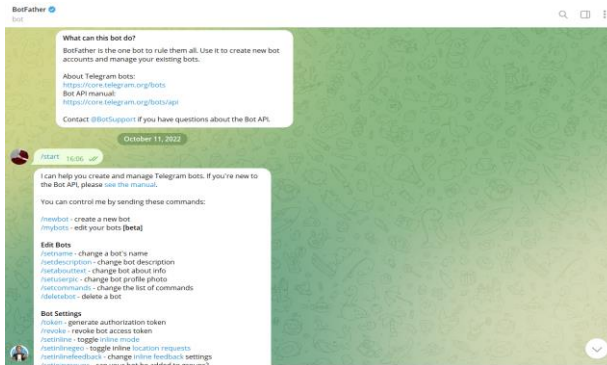 BotFather
bot
What can this bot do?
BotFather is the one bot to rule them all. Use it to create new bot
accounts and manage your existing bots.
About Telegram bots:
https://core.telegram.org/bots
Bot API manual:
https://core.telegram.org/bots/api
Contact @BotSupport if you have questions about the Bot API.
October 11, 2022
/start 16:06
I can help you create and manage Telegram bots. If you're new to
the Bot API, please see the manual.
You can control me by sending these commands:
/newbot - create a new bot
/mybots - edit your bots [beta]
Edit Bots
/setname - change a bot's name
/setdescription - change bot description
/setabouttext - change bot about info
/setuserpic - change bot profile photo
/setcommands - change the list of commands
/deletebot - delete a bot
Bot Settings
/token - generate authorization token
/revoke - revoke bot access token
/setinline - toggle inline mode
/setinlinegeo - toggle inline location requests
/setinlinefeedback - change inline feedback settings